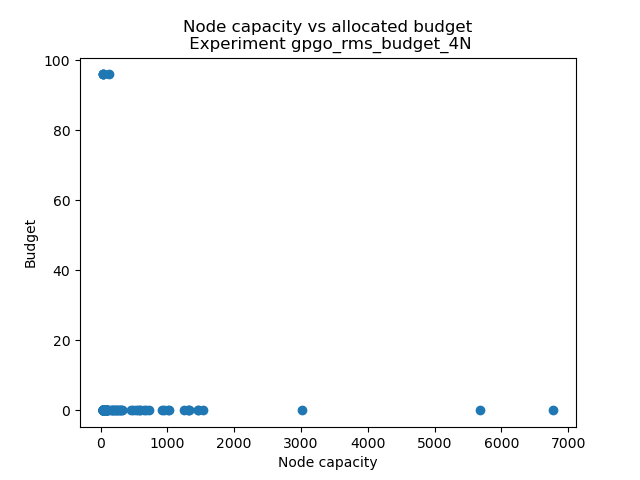 Node capacity vs allocated budget
Experiment gpgo_rms_budget_4N
100
80
60
40
20
0
Budget
0 1000 2000 3000 4000 5000 6000 7000
Node capacity